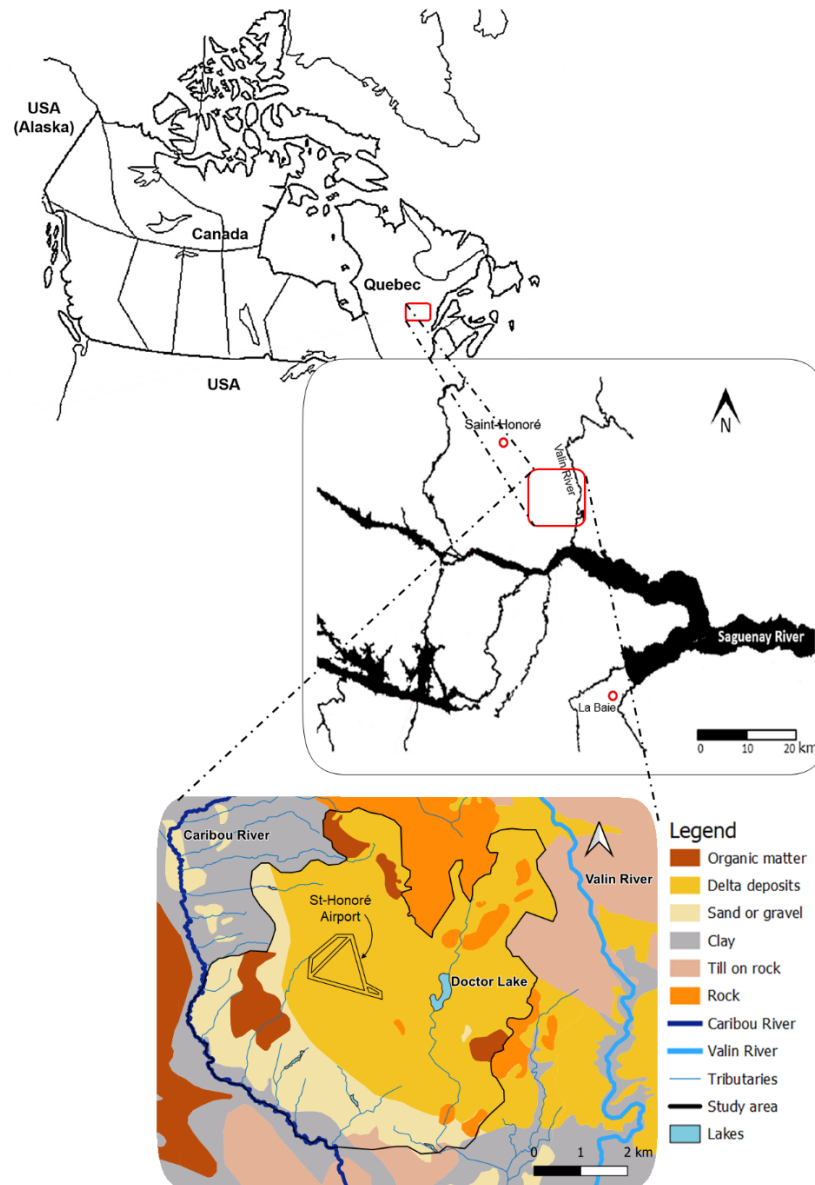 USA
(Alaska)
Canada
Quebec
USA
Saint-Honoré
Valin River
N
Saguenay River
La Baie
0 10 20 km
Caribou River
St-Honoré
Airport
Valin River
Doctor Lake
0 1 2 km
Legend
Organic matter
Delta deposits
Sand or gravel
Clay
Till on rock
Rock
Caribou River
Valin River
Tributaries
Study area
Lakes